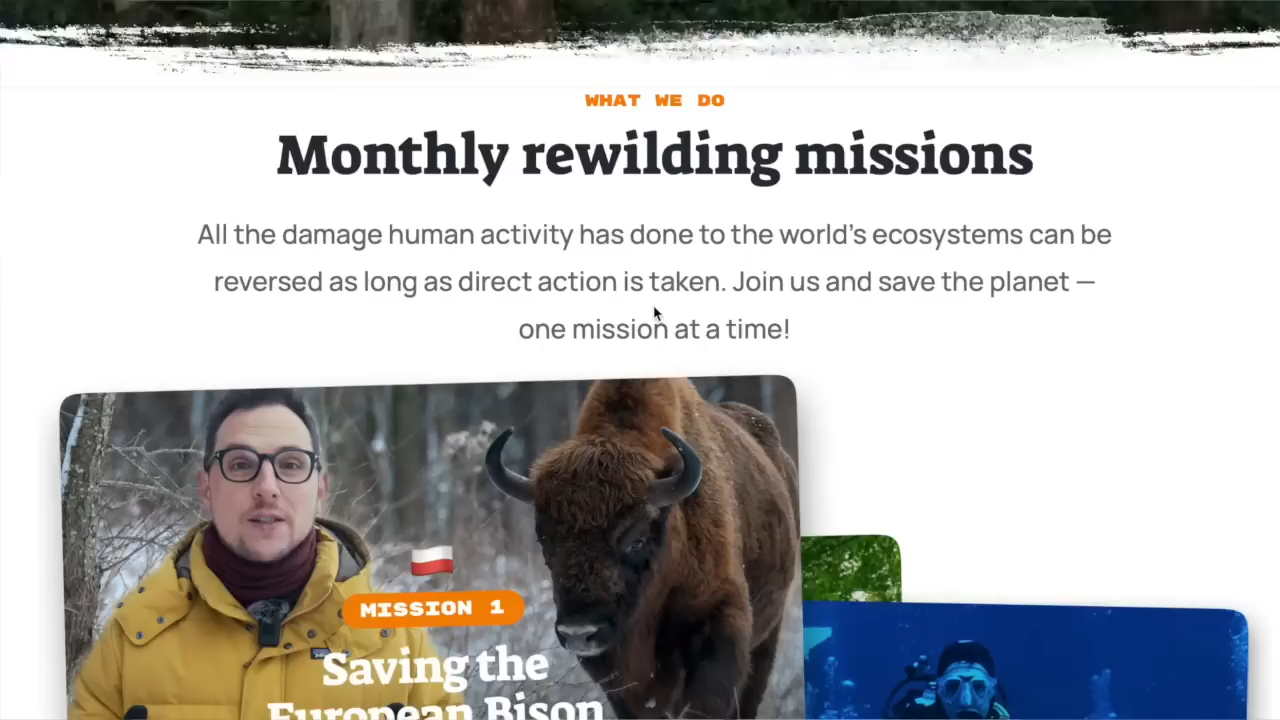 WHAT WE DO
Monthly rewilding missions
All the damage human activity has done to the world's ecosystems can be
reversed as long as direct action is taken. Join us and save the planet —
one mission at a time!
MISSION 1
Saving the
European Bison